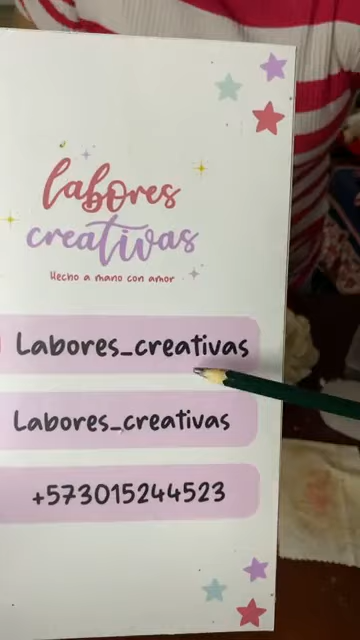 labores
creativas
Hecho a mano con amor
Labores_creativas
Labores_creativas
+573015244523